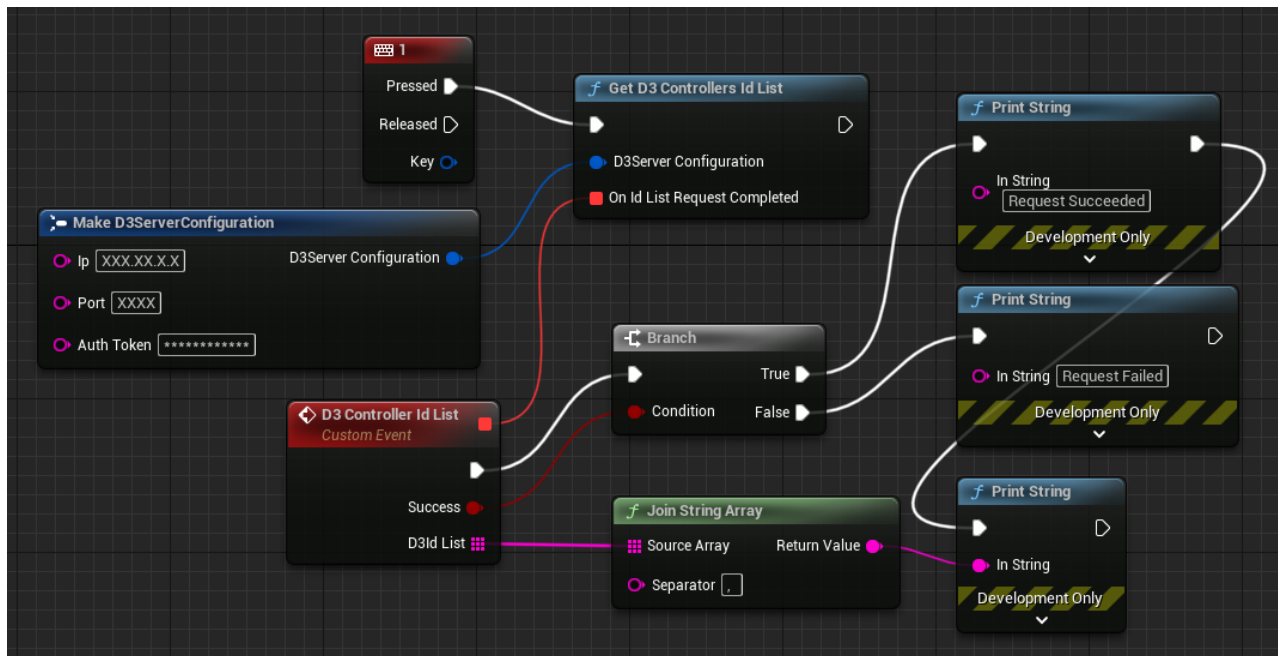 1
Pressed
Released
Key
Get D3 Controllers Id List
D3Server Configuration
On Id List Request Completed
Print String
In String
Request Succeeded
Development Only
Make D3ServerConfiguration
Ip XXX.XX.X.X
D3Server Configuration
Port XXXX
Auth Token ************
Print String
In String Request Failed
Development Only
Branch
True
Condition False
D3 Controller Id List
Custom Event
Success
D3Id List
Join String Array
Source Array Return Value
Separator ,
Print String
In String
Development Only